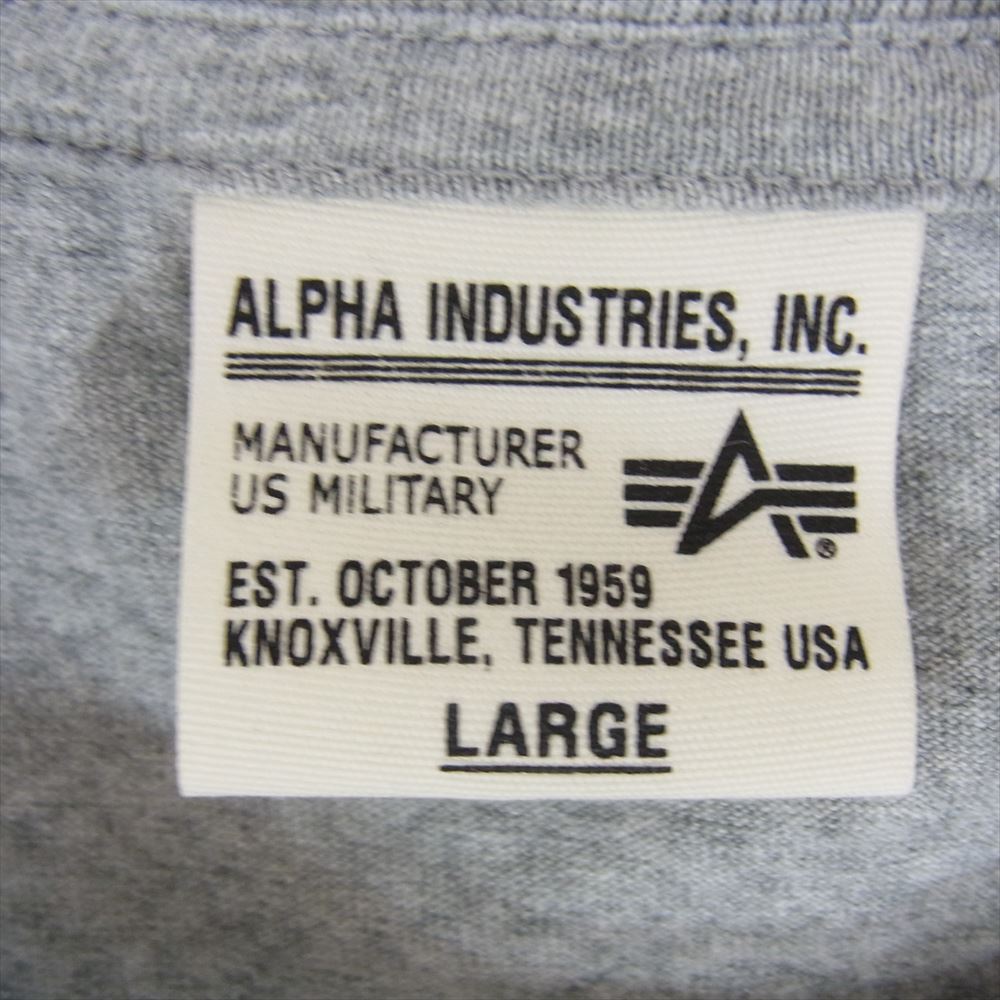 ALPHA INDUSTRIES, INC.
MANUFACTURER
US MILITARY
®
EST. OCTOBER 1959
KNOXVILLE, TENNESSEE USA
LARGE